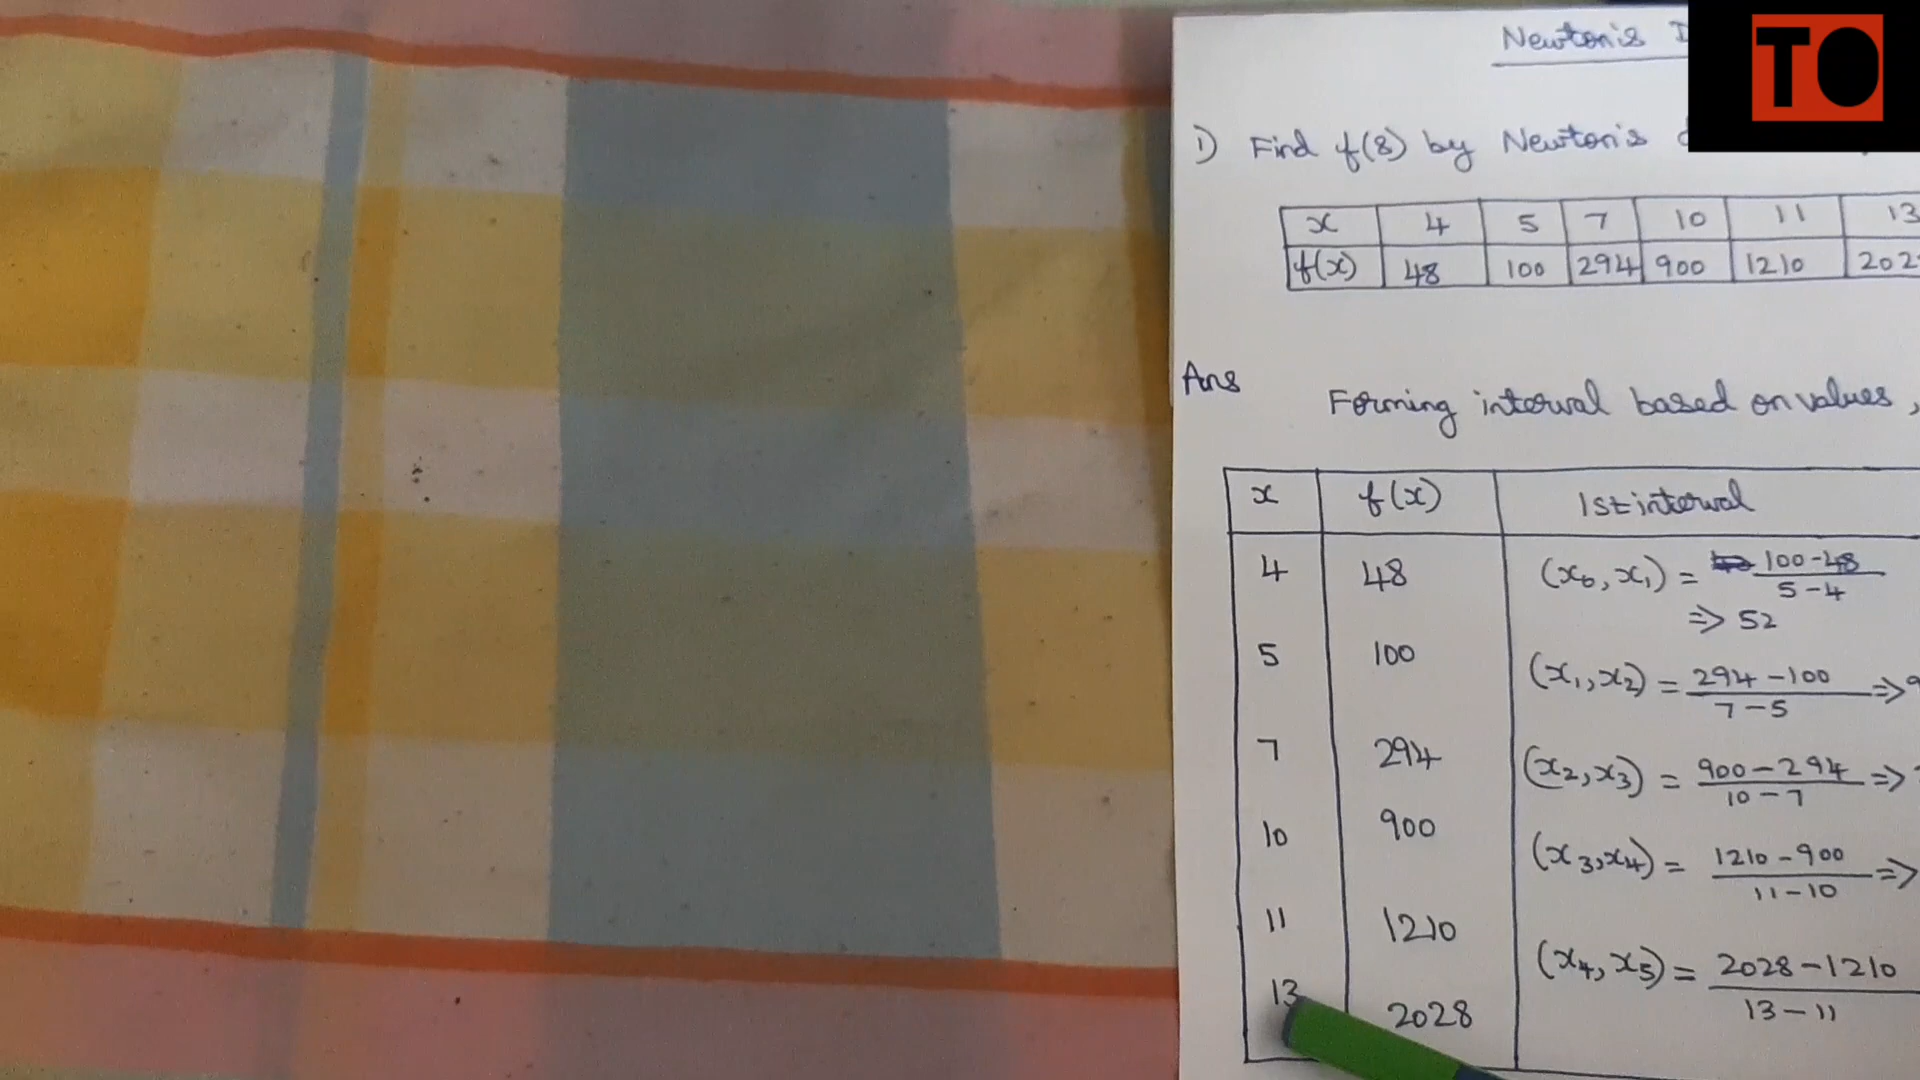 TO
Newton's
1) Find f(8) by Newton's
x 4 5 7 10 11 13
f(x) 48 100 294 900 1210 202
Ans
Forming interval based on values,
x f(x) 1st interval
4 48 (x₀, x₁) = 100-48 / 5-4
=> 52
5 100 (x₁, x₂) = 294-100 / 7-5 =>
7 294 (x₂, x₃) = 900-294 / 10-7 =>
10 900 (x₃, x₄) = 1210-900 / 11-10 =>
11 1210 (x₄, x₅) = 2028-1210 / 13-11
13 2028